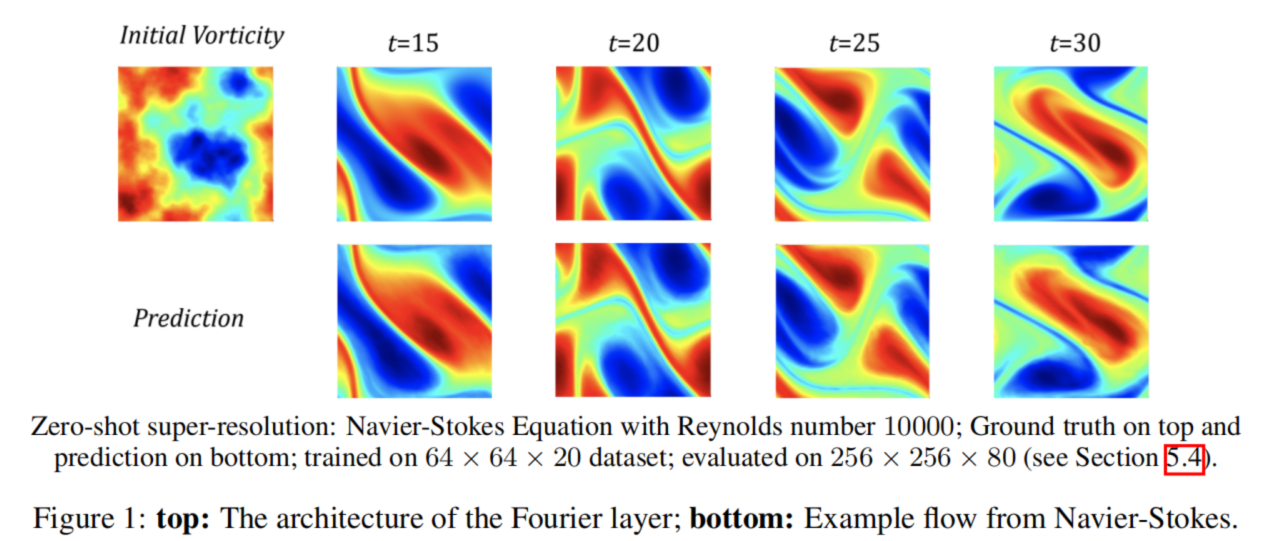 Initial Vorticity t=15 t=20 t=25 t=30
Prediction
Zero-shot super-resolution: Navier-Stokes Equation with Reynolds number 10000; Ground truth on top and
prediction on bottom; trained on 64 × 64 × 20 dataset; evaluated on 256 × 256 × 80 (see Section 5.4).
Figure 1: top: The architecture of the Fourier layer; bottom: Example flow from Navier-Stokes.